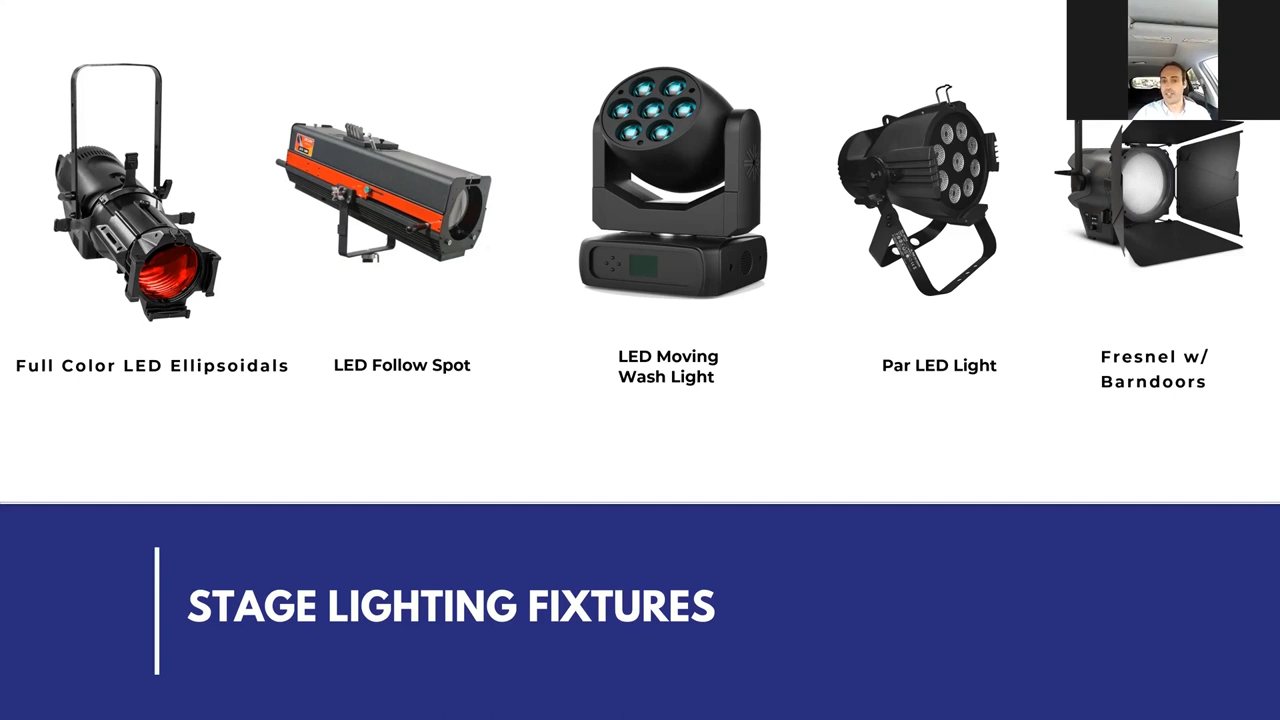 Full Color LED Ellipsoidals
LED Follow Spot
LED Moving
Wash Light
Par LED Light
Fresnel w/
Barndoors
STAGE LIGHTING FIXTURES